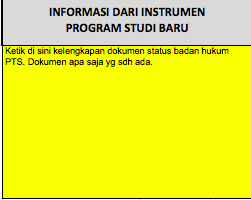 INFORMASI DARI INSTRUMEN
PROGRAM STUDI BARU
Ketik di sini kelengkapan dokumen status badan hukum
PTS. Dokumen apa saja yg sdh ada.